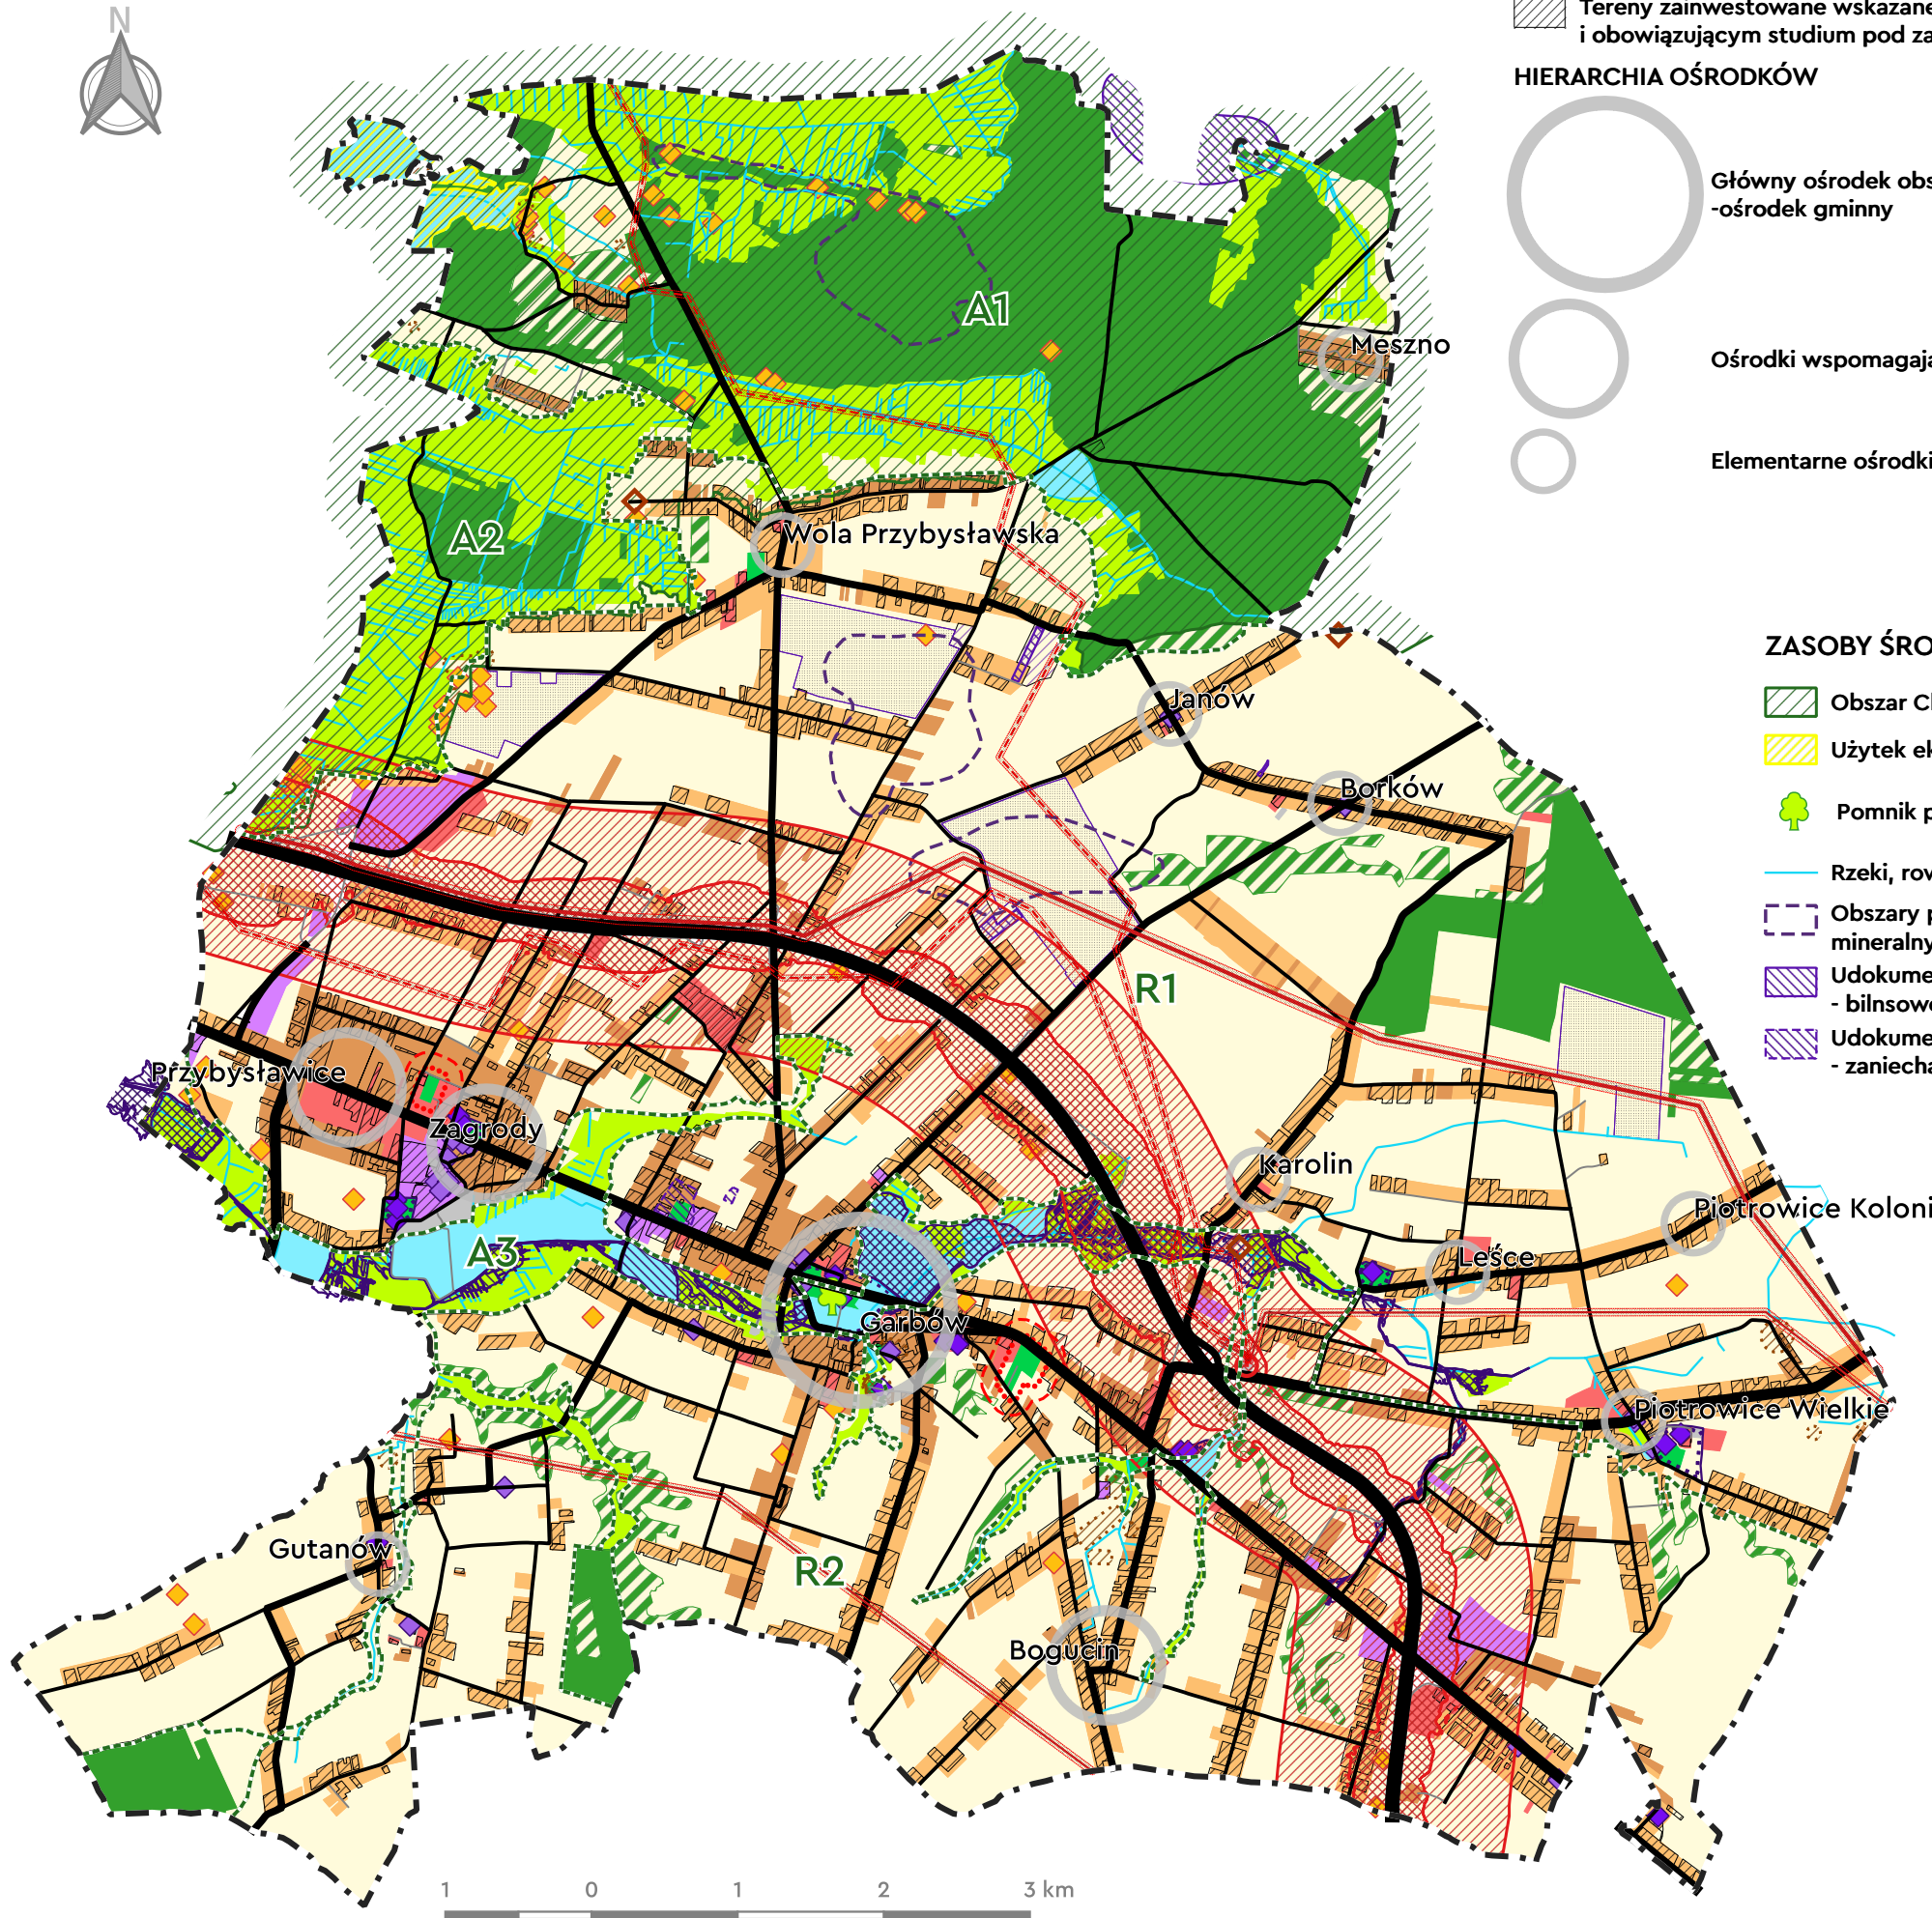 N
Tereny zainwestowane wskazane
i obowiązującym studium pod za
HIERARCHIA OŚRODKÓW
Główny ośrodek obs
-ośrodek gminny
Ośrodki wspomagają
Elementarne ośrodki
ZASOBY ŚRO
Obszar C
Użytek ek
Pomnik p
Rzeki, rov
Obszary p
mineralny
Udokume
- bilnsowe
Udokume
- zaniecha
A1
Meszno
A2
Wola Przybysławska
Janów
Borków
R1
Przybysławice
Zagrody
Karolin
Piotrowice Koloni
A3
Leśce
Garbów
Piotrowice Wielkie
Gutanów
R2
Bogucin
1 0 1 2 3 km